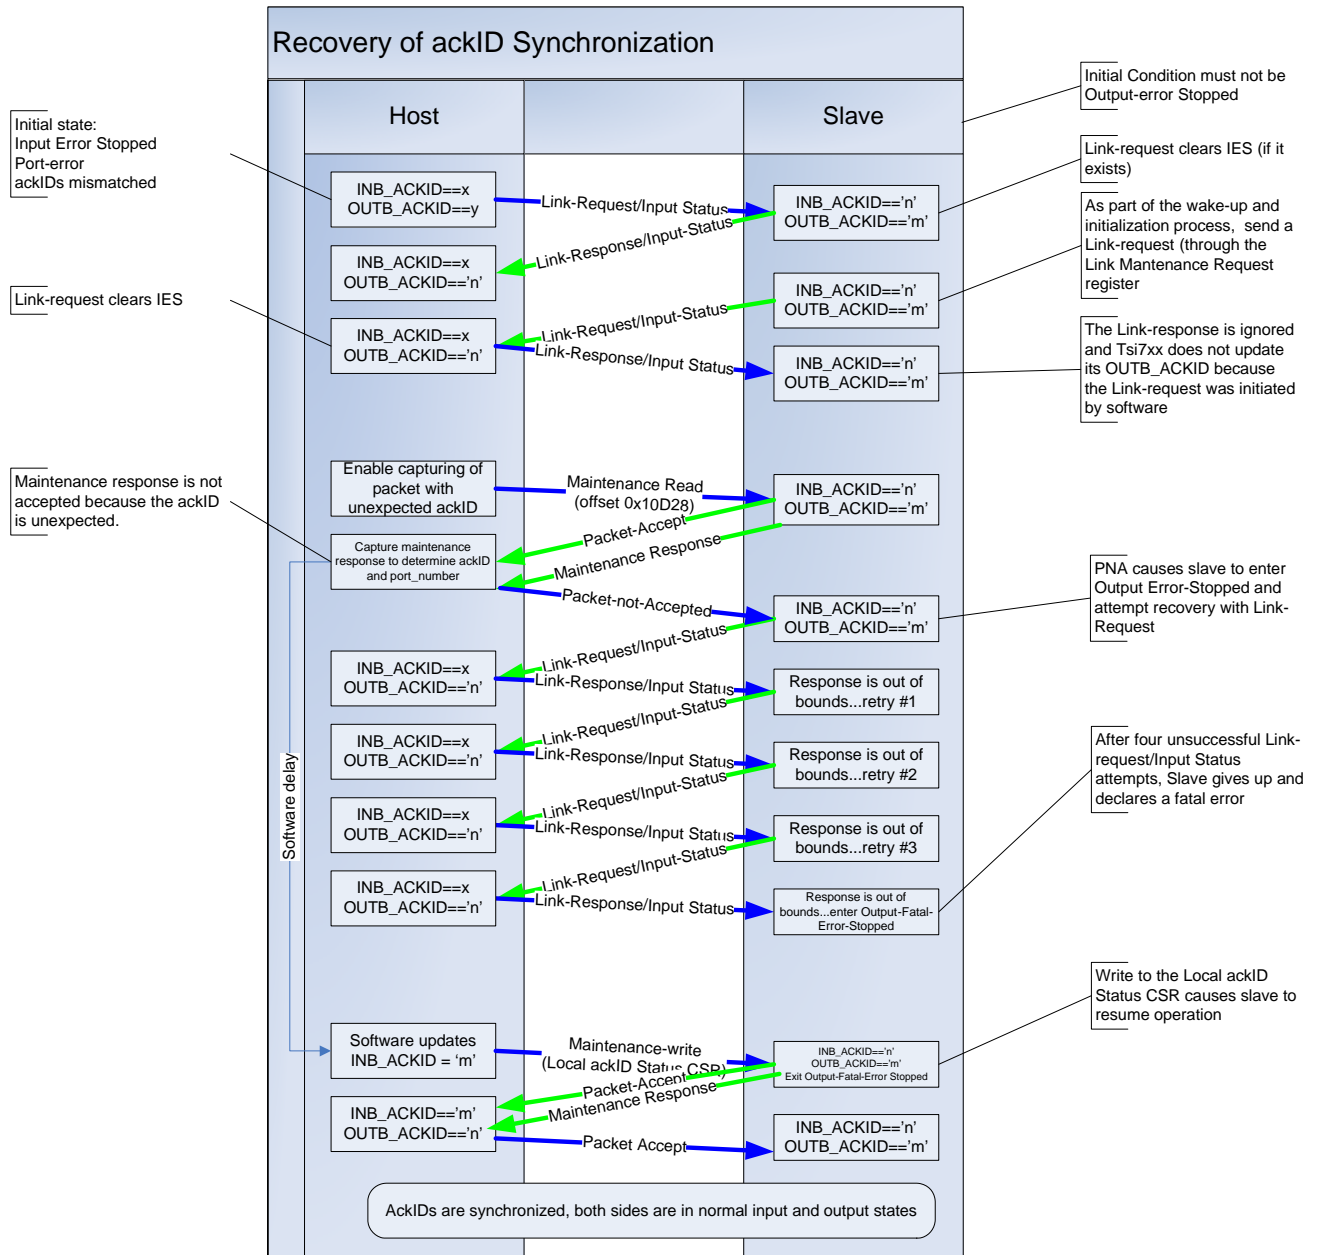 Recovery of ackID Synchronization
Host
Slave
Initial Condition must not be
Output-error Stopped
Initial state:
Input Error Stopped
Port-error
ackIDs mismatched
Link-request clears IES (if it
exists)
INB_ACKID==x
OUTB_ACKID==y
Link-Request/Input Status
INB_ACKID=='n'
OUTB_ACKID=='m'
Link-Response/Input-Status
As part of the wake-up and
initialization process, send a
Link-request (through the
Link Mantenance Request
register
INB_ACKID==x
OUTB_ACKID=='n'
INB_ACKID=='n'
OUTB_ACKID=='m'
Link-request clears IES
Link-Request/Input-Status
INB_ACKID==x
OUTB_ACKID=='n'
Link-Response/Input Status
INB_ACKID=='n'
OUTB_ACKID=='m'
The Link-response is ignored
and Tsi7xx does not update
its OUTB_ACKID because
the Link-request was initiated
by software
Maintenance response is not
accepted because the ackID
is unexpected.
Enable capturing of
packet with
unexpected ackID
Maintenance Read
(offset 0x10D28)
INB_ACKID=='n'
OUTB_ACKID=='m'
Packet-Accept
Maintenance Response
Capture maintenance
response to determine ackID
and port_number
Packet-not-Accepted
INB_ACKID=='n'
OUTB_ACKID=='m'
PNA causes slave to enter
Output Error-Stopped and
attempt recovery with Link-
Request
Link-Request/Input-Status
INB_ACKID==x
OUTB_ACKID=='n'
Link-Response/Input Status
Response is out of
bounds...retry #1
Link-Request/Input-Status
INB_ACKID==x
OUTB_ACKID=='n'
Link-Response/Input Status
Response is out of
bounds...retry #2
After four unsuccessful Link-
request/Input Status
attempts, Slave gives up and
declares a fatal error
Software delay
Link-Request/Input-Status
INB_ACKID==x
OUTB_ACKID=='n'
Link-Response/Input Status
Response is out of
bounds...retry #3
Link-Request/Input-Status
INB_ACKID==x
OUTB_ACKID=='n'
Link-Response/Input Status
Response is out of
bounds...enter Output-Fatal-
Error-Stopped
Write to the Local ackID
Status CSR causes slave to
resume operation
Software updates
INB_ACKID = 'm'
Maintenance-write
(Local ackID Status CSR)
INB_ACKID=='n'
OUTB_ACKID=='m'
Exit Output-Fatal-Error Stopped
Packet-Accept
Maintenance Response
INB_ACKID=='m'
OUTB_ACKID=='n'
Packet Accept
INB_ACKID=='n'
OUTB_ACKID=='m'
AckIDs are synchronized, both sides are in normal input and output states